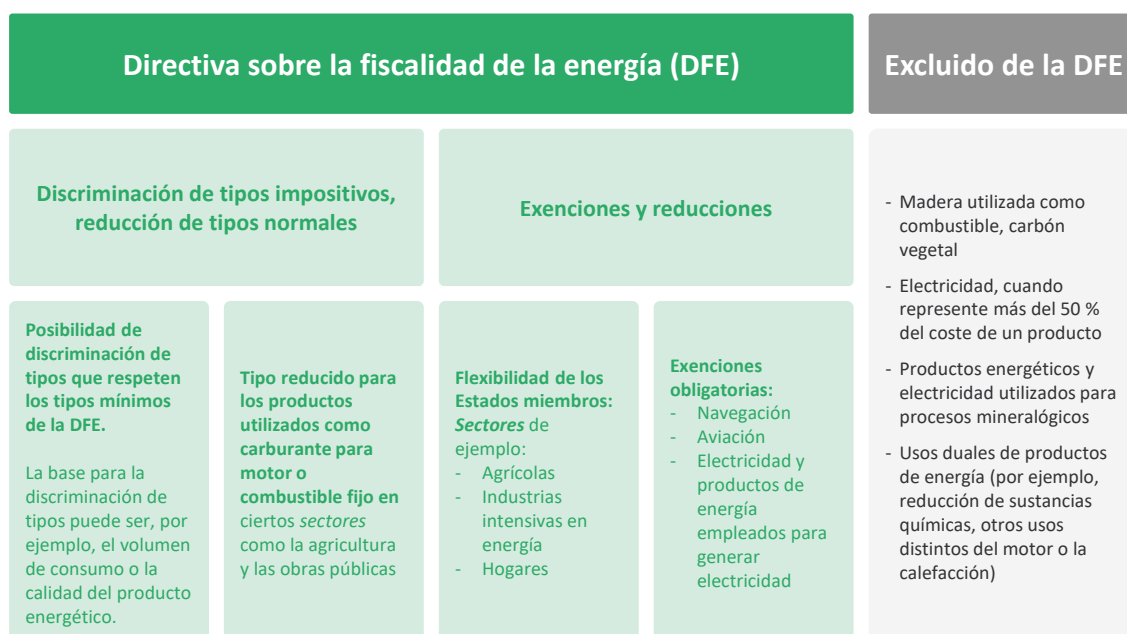 Directiva sobre la fiscalidad de la energía (DFE)
Excluido de la DFE
Discriminación de tipos impositivos,
reducción de tipos normales
Exenciones y reducciones
Posibilidad de
discriminación de
tipos que respeten
los tipos mínimos
de la DFE.
La base para la
discriminación de
tipos puede ser, por
ejemplo, el volumen
de consumo o la
calidad del producto
energético.
Tipo reducido para
los productos
utilizados como
carburante para
motor o
combustible fijo en
ciertos sectores
como la agricultura
y las obras públicas
Flexibilidad de los
Estados miembros:
Sectores de
ejemplo:
- Agrícolas
- Industrias
intensivas en
energía
- Hogares
Exenciones
obligatorias:
- Navegación
- Aviación
- Electricidad y
productos de
energía
empleados para
generar
electricidad
- Madera utilizada como
combustible, carbón
vegetal
- Electricidad, cuando
represente más del 50 %
del coste de un producto
- Productos energéticos y
electricidad utilizados para
procesos mineralógicos
- Usos duales de productos
de energía (por ejemplo,
reducción de sustancias
químicas, otros usos
distintos del motor o la
calefacción)